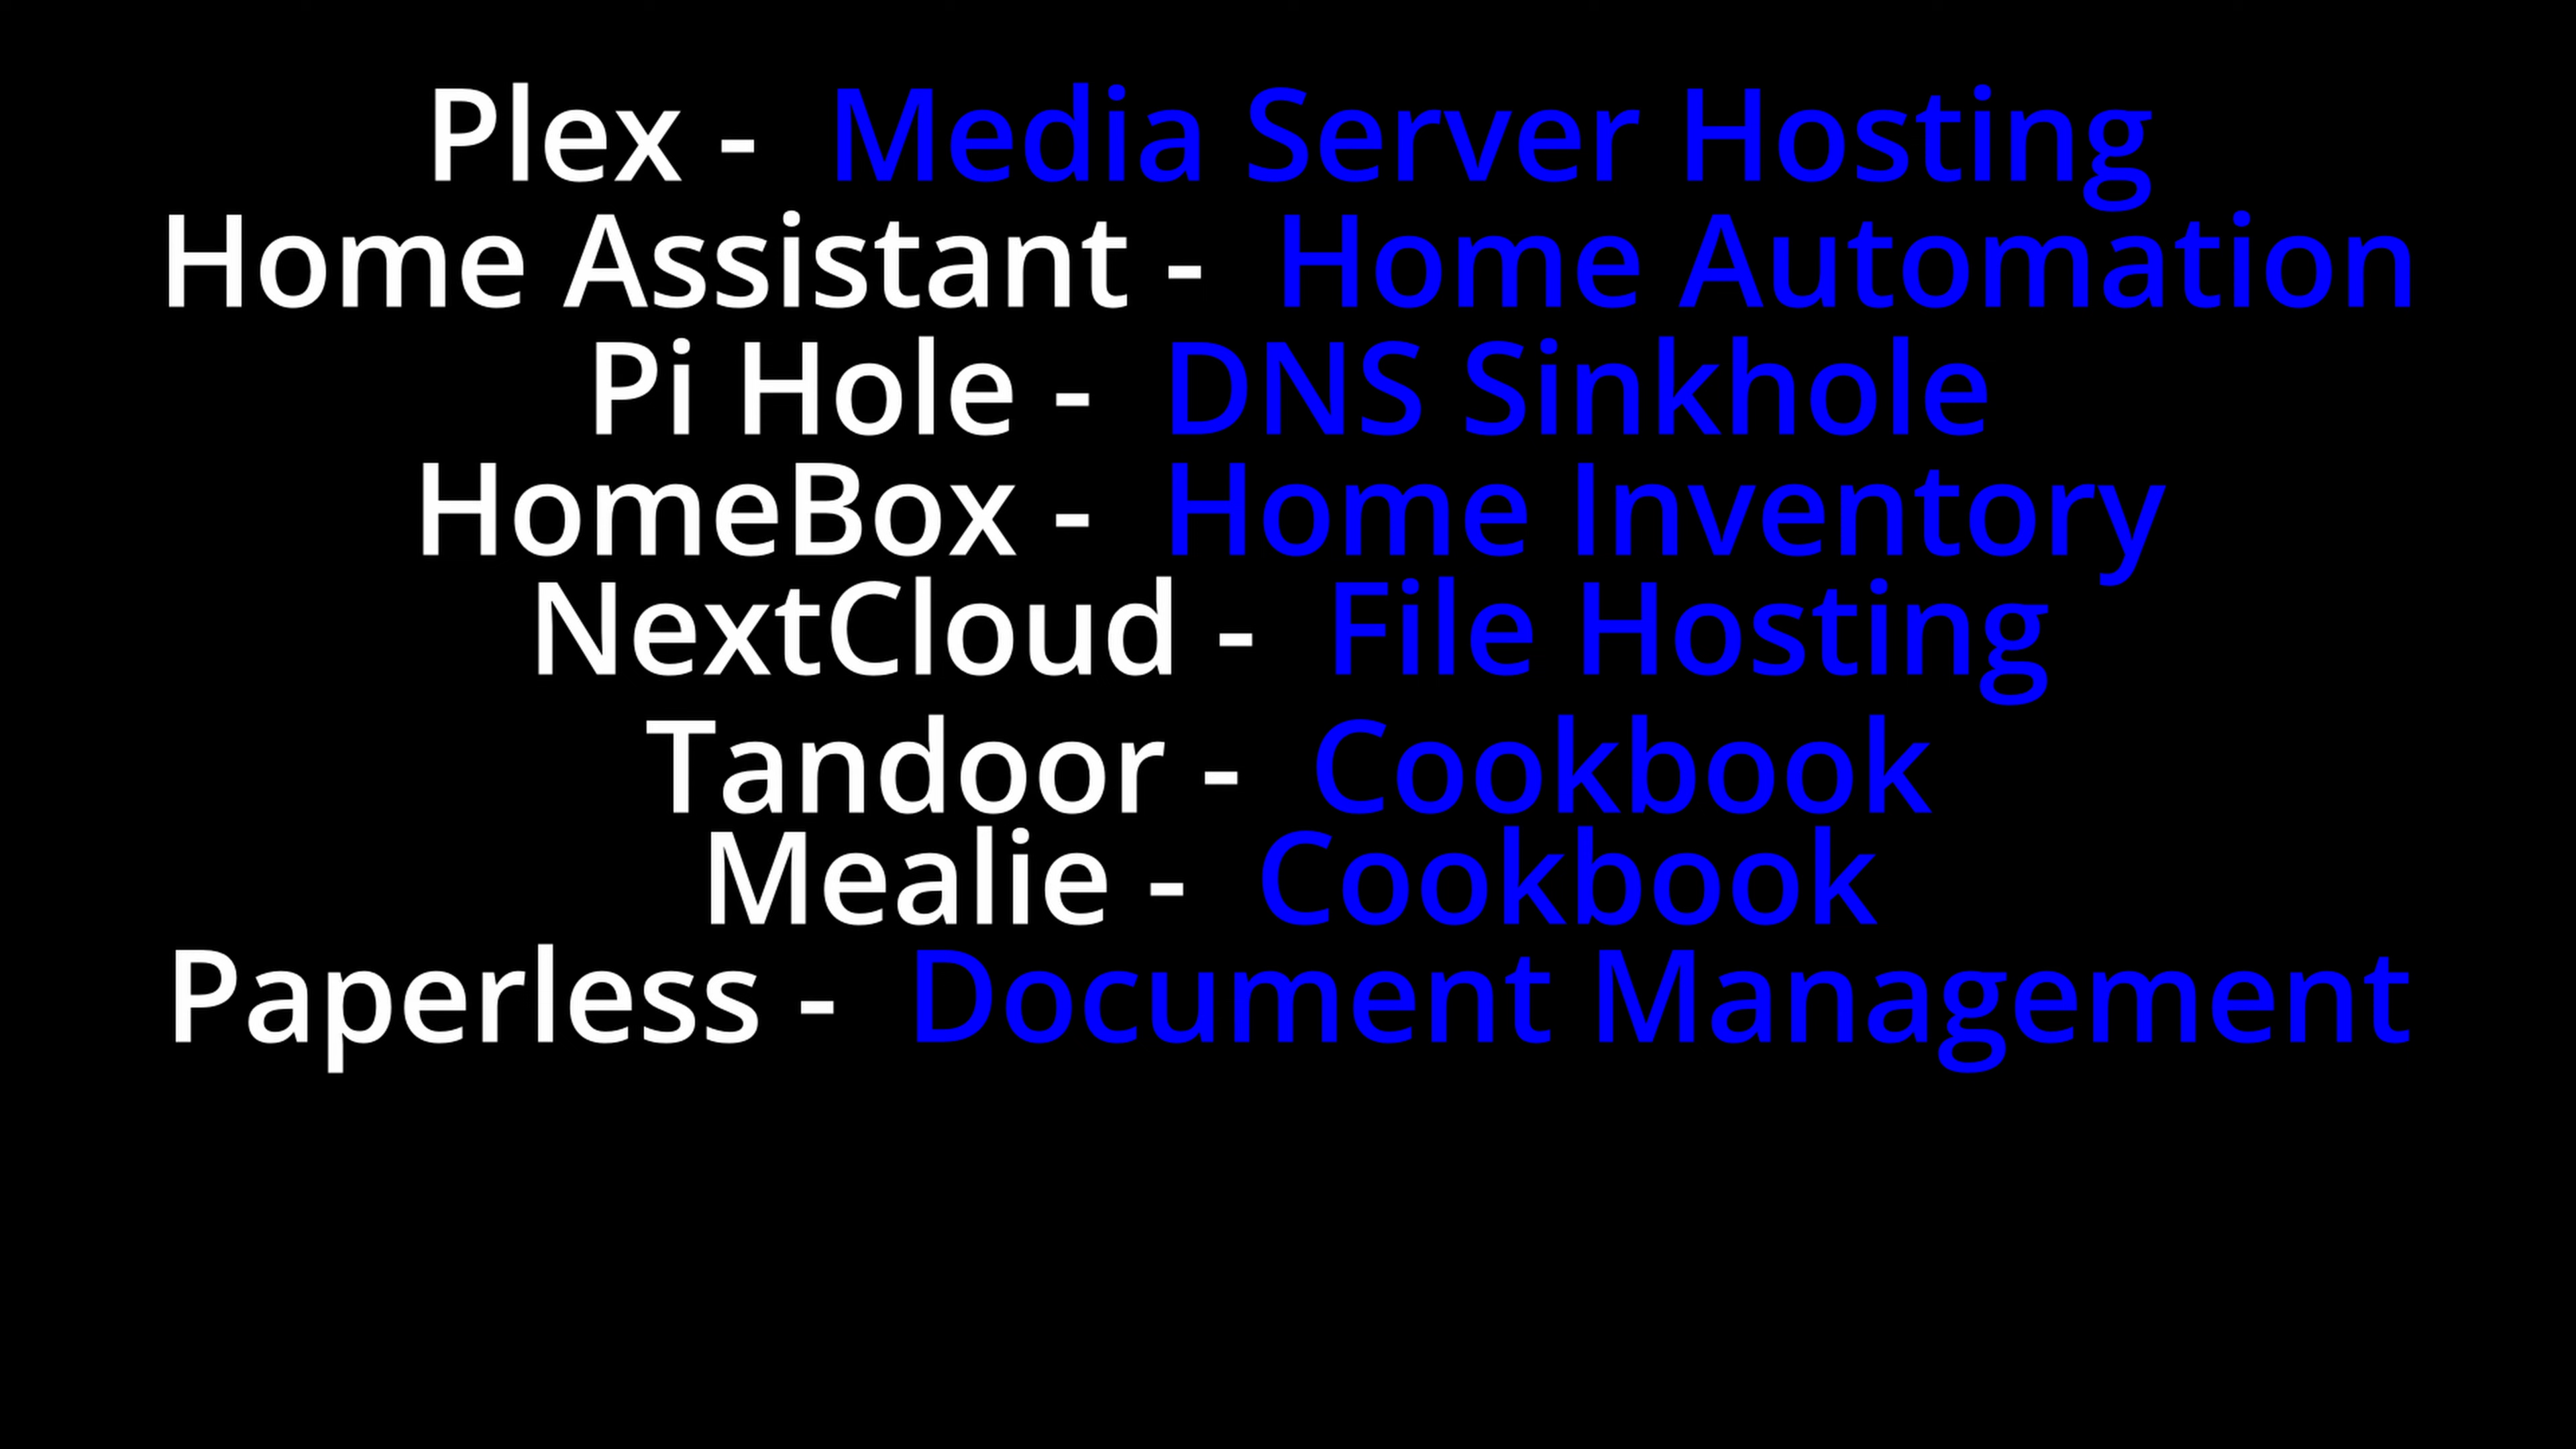 Plex - Media Server Hosting
Home Assistant - Home Automation
Pi Hole - DNS Sinkhole
HomeBox - Home Inventory
NextCloud - File Hosting
Tandoor - Cookbook
Mealie - Cookbook
Paperless - Document Management